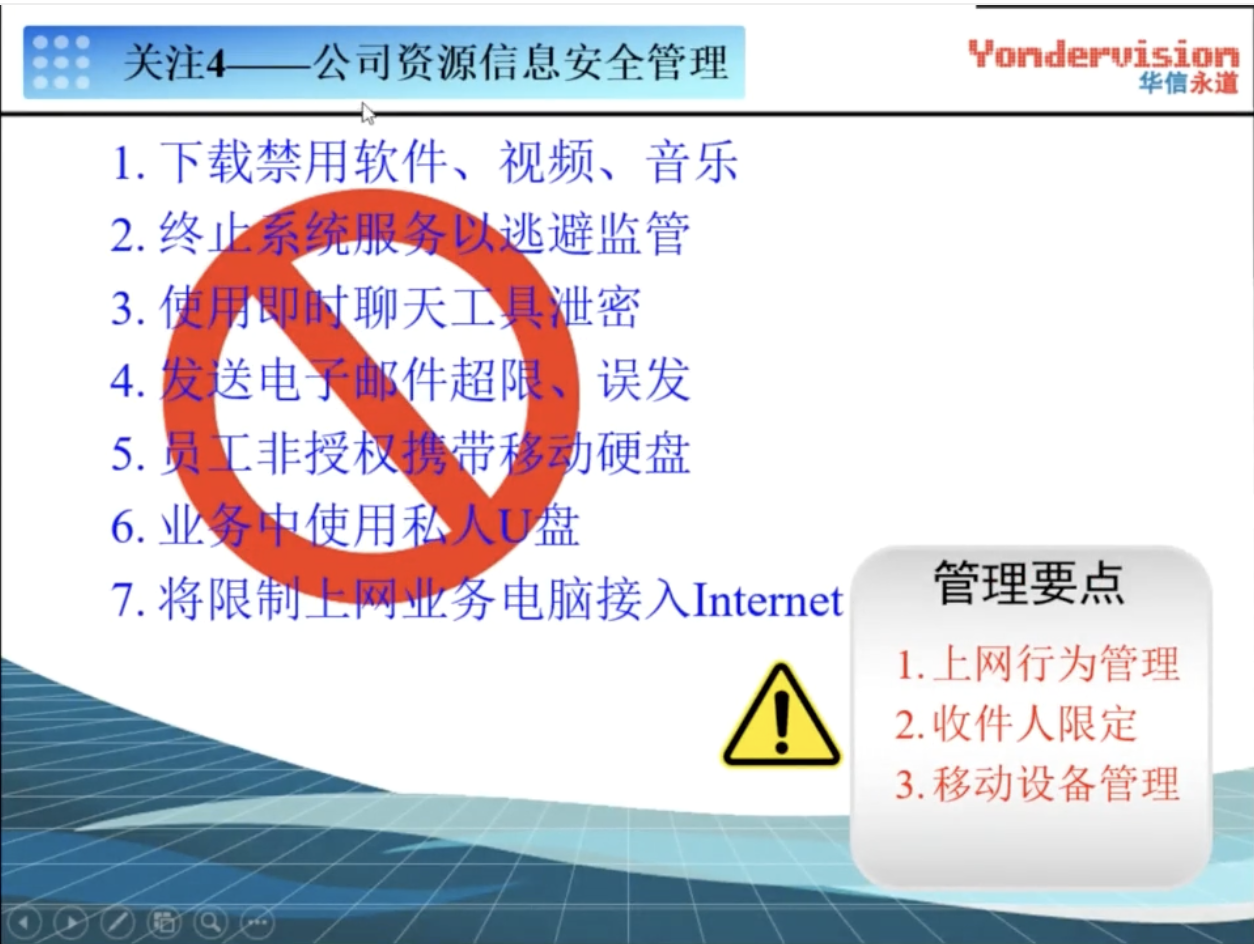 关注4——公司资源信息安全管理
Yondervision
华信永道
1. 下载禁用软件、视频、音乐
2. 终止系统服务以逃避监管
3. 使用即时聊天工具泄密
4. 发送电子邮件超限、误发
5. 员工非授权携带移动硬盘
6. 业务中使用私人U盘
7. 将限制上网业务电脑接入Internet
管理要点
1. 上网行为管理
2. 收件人限定
3. 移动设备管理